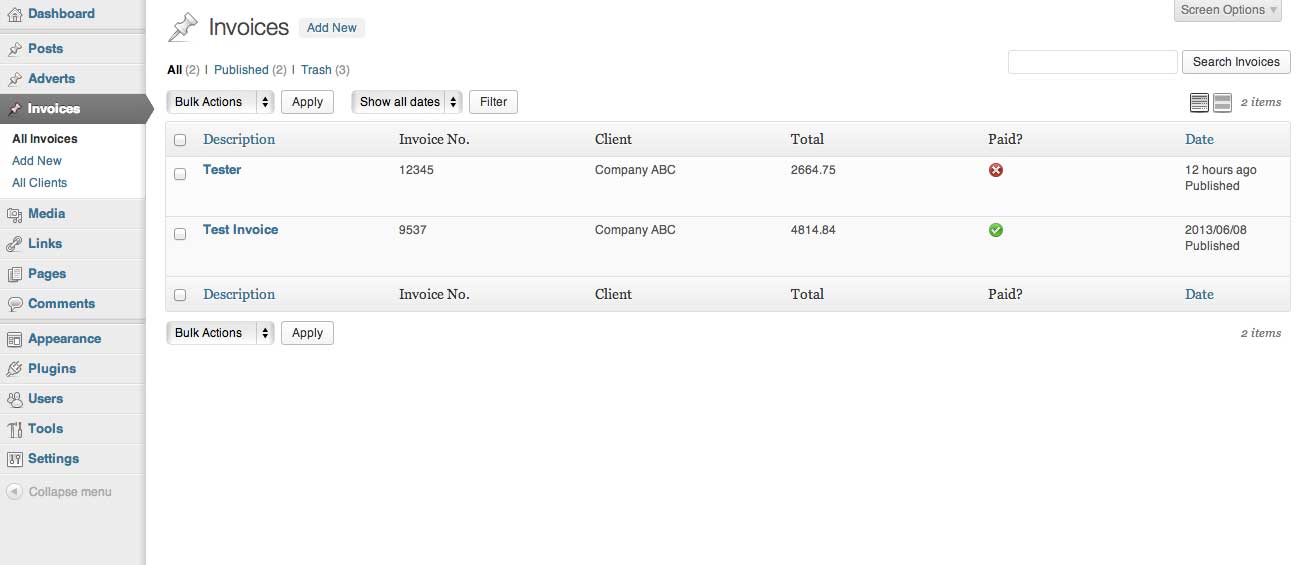 Dashboard
Posts
Adverts
Invoices
All Invoices
Add New
All Clients
Media
Links
Pages
Comments
Appearance
Plugins
Users
Tools
Settings
Collapse menu
Screen Options
Invoices Add New
All (2) | Published (2) | Trash (3)
Search Invoices
Bulk Actions Apply Show all dates Filter 2 items
Description Invoice No. Client Total Paid? Date
Tester 12345 Company ABC 2664.75 12 hours ago
Published
Test Invoice 9537 Company ABC 4814.84 2013/06/08
Published
Description Invoice No. Client Total Paid? Date
Bulk Actions Apply 2 items